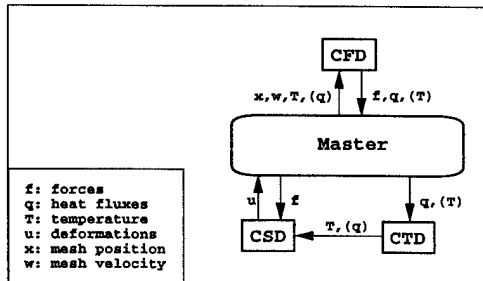 CFD
x,w,T,(q)
f,q,(T)
Master
u
f
q,(T)
CSD
T,(q)
CTD
f: forces
q: heat fluxes
T: temperature
u: deformations
x: mesh position
w: mesh velocity